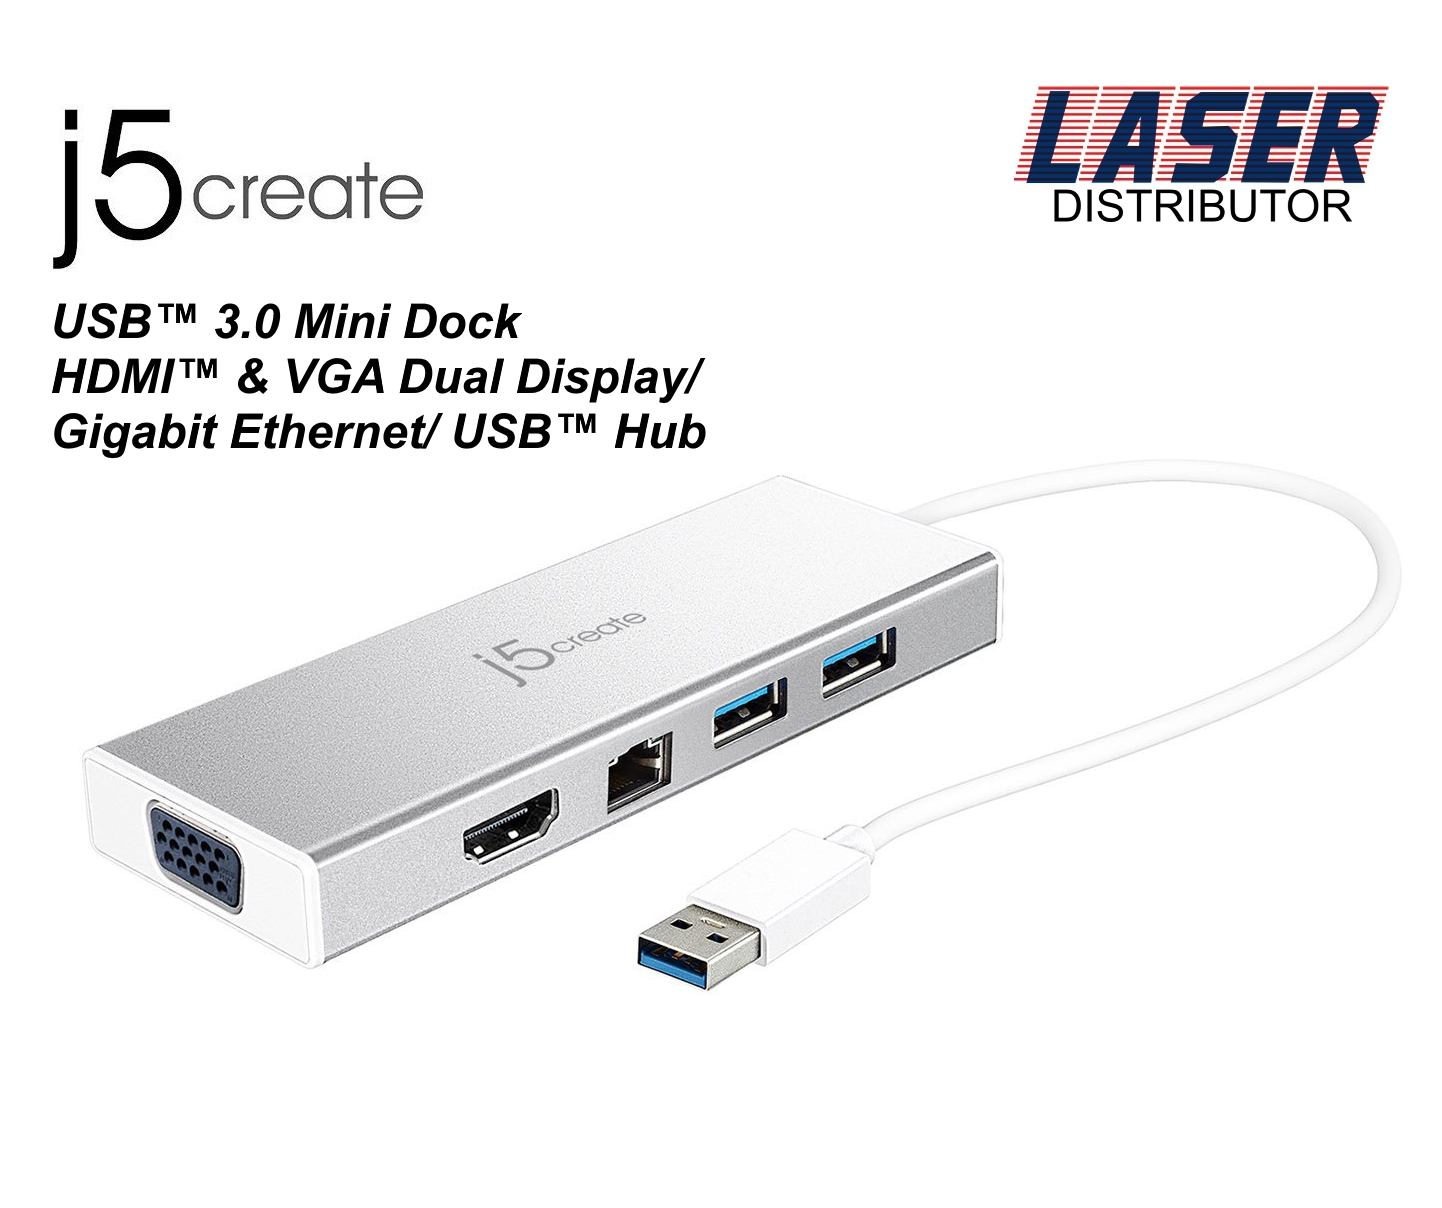 j5create
LASER
DISTRIBUTOR
USB™ 3.0 Mini Dock
HDMI™ & VGA Dual Display/
Gigabit Ethernet/ USB™ Hub
j5create